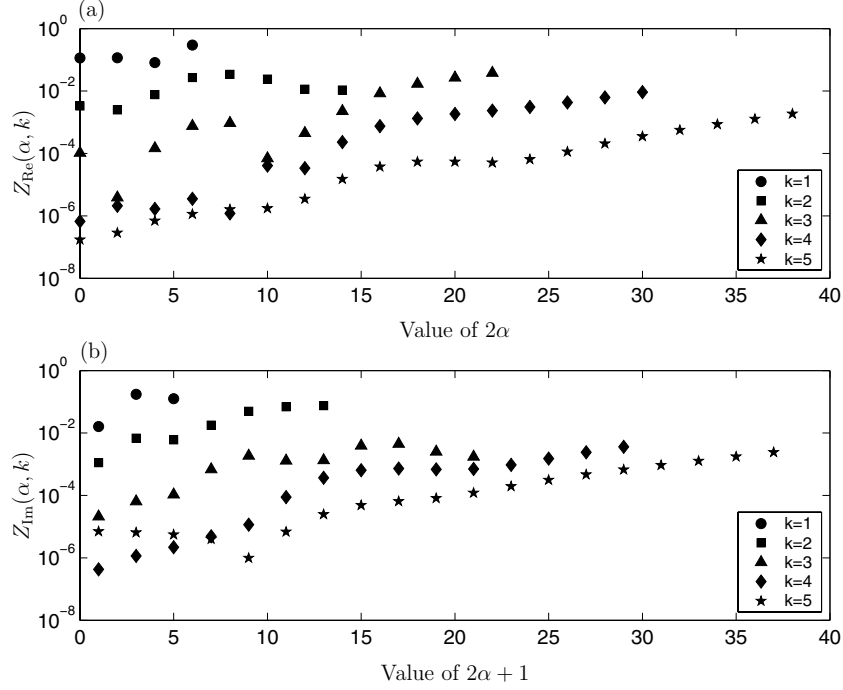 (a)
10^0
10^-2
10^-4
10^-6
10^-8
Z_Re(α, k)
k=1
k=2
k=3
k=4
k=5
0 5 10 15 20 25 30 35 40
Value of 2α
(b)
10^0
10^-2
10^-4
10^-6
10^-8
Z_Im(α, k)
k=1
k=2
k=3
k=4
k=5
0 5 10 15 20 25 30 35 40
Value of 2α + 1